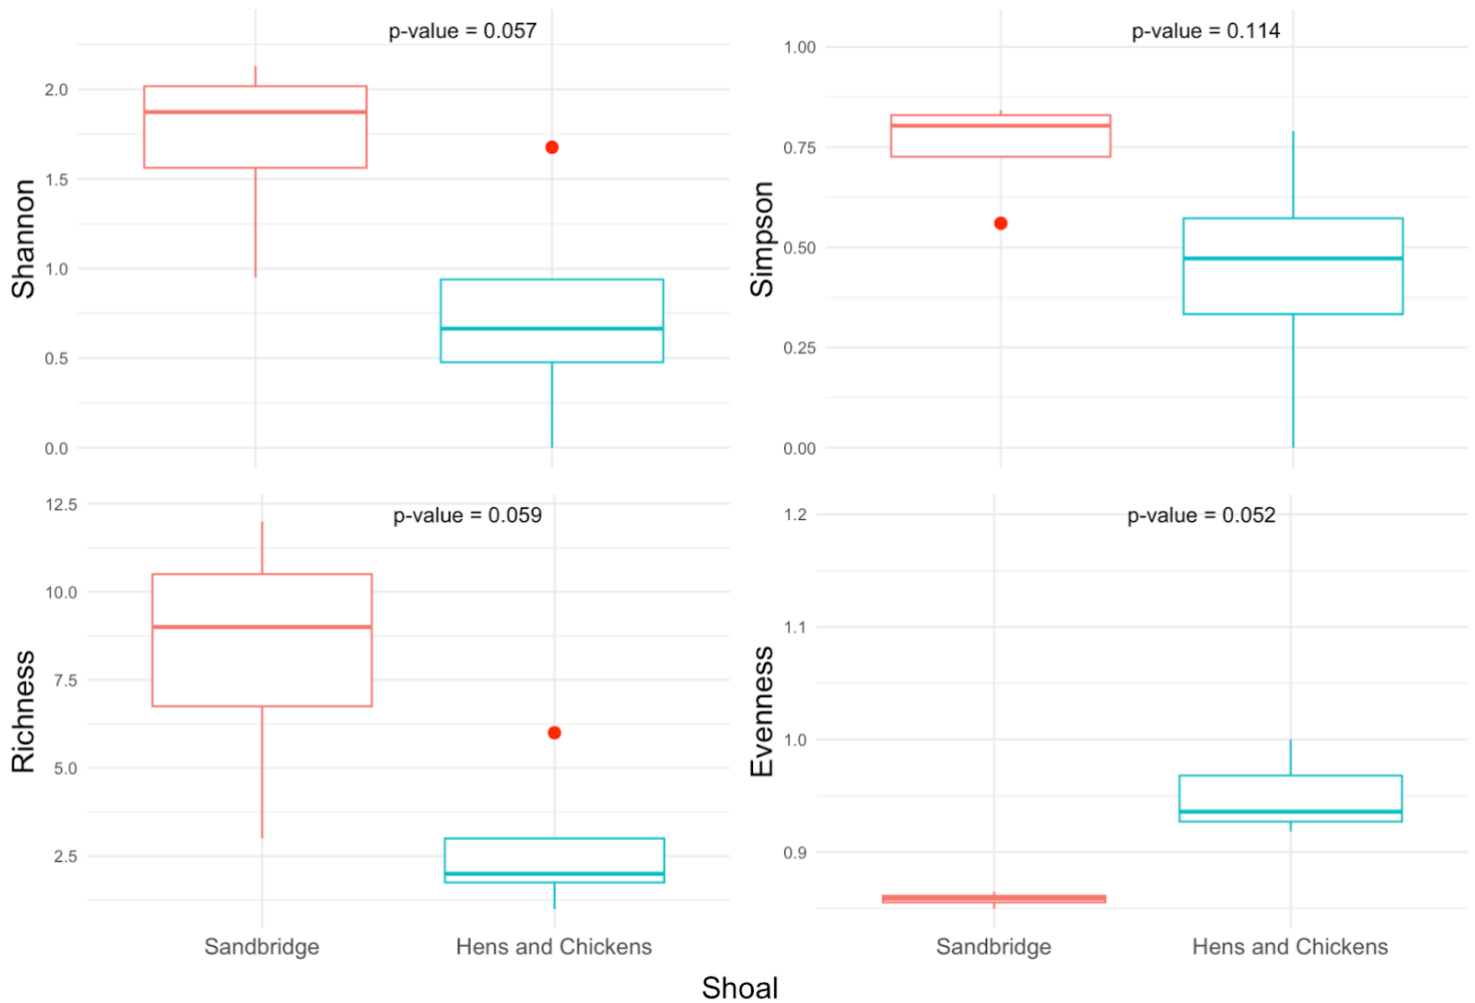 p-value = 0.057
Shannon
2.0
1.5
1.0
0.5
0.0
p-value = 0.114
Simpson
1.00
0.75
0.50
0.25
0.00
p-value = 0.059
Richness
12.5
10.0
7.5
5.0
2.5
Sandbridge
Hens and Chickens
p-value = 0.052
Evenness
1.2
1.1
1.0
0.9
Sandbridge
Hens and Chickens
Shoal